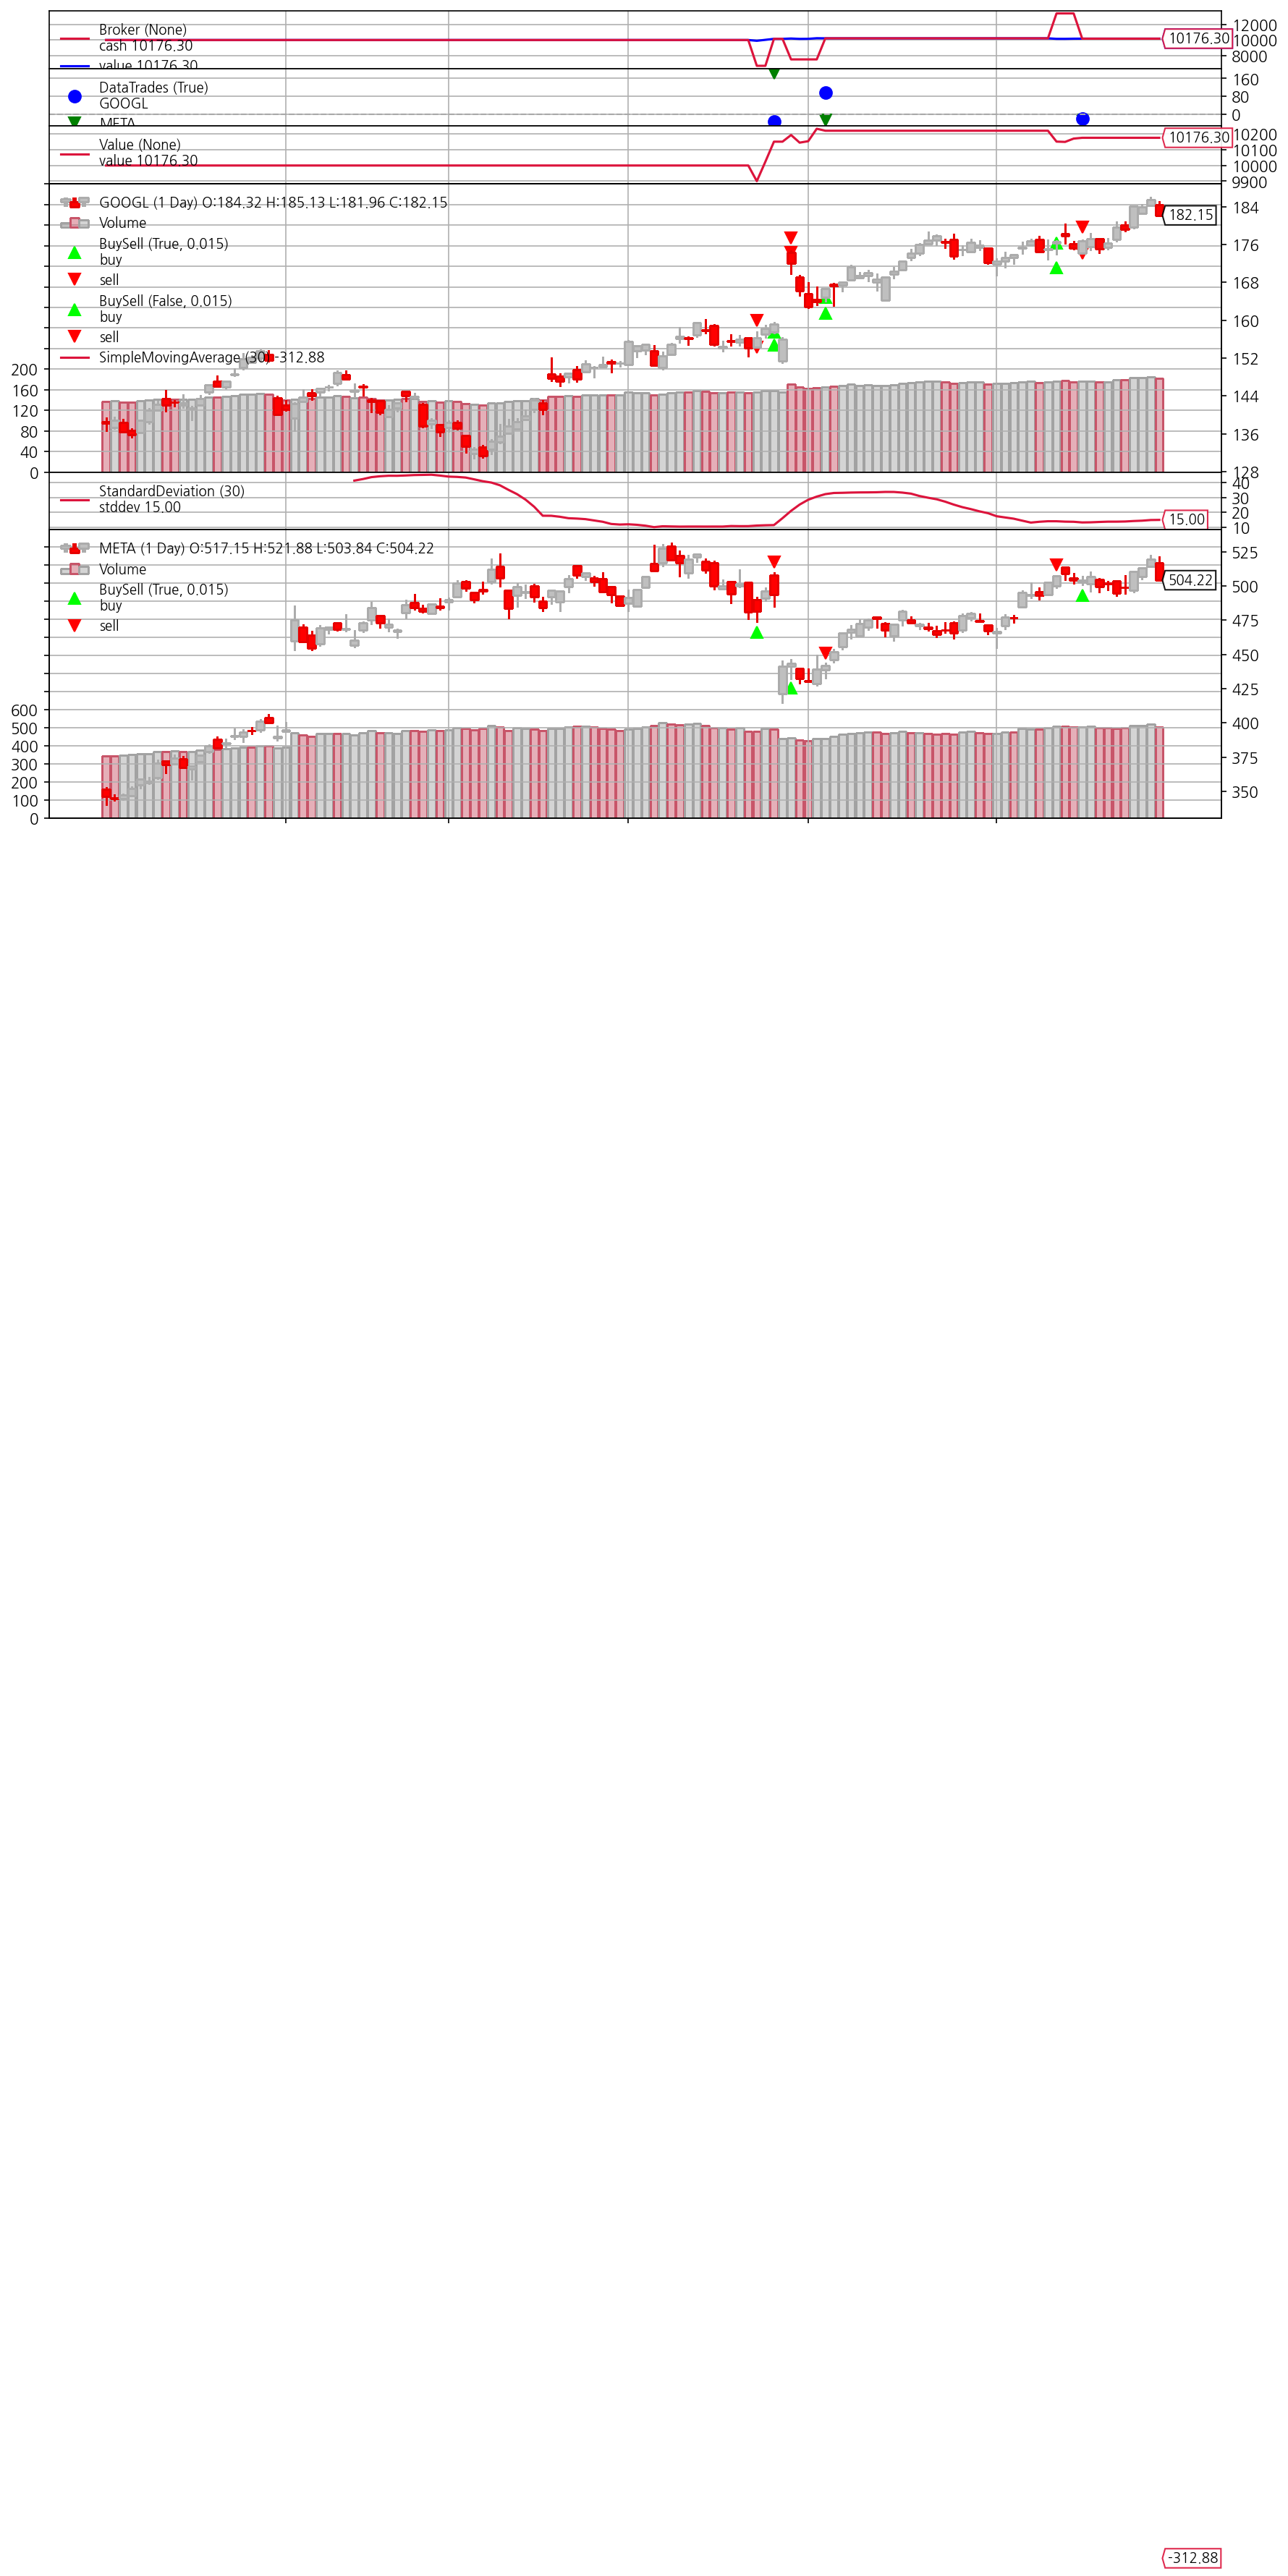 Broker (None)
cash 10176.30
value 10176.30
12000
10000
8000
10176.30
DataTrades (True)
GOOGL
META
160
80
0
Value (None)
value 10176.30
10200
10100
10000
9900
10176.30
GOOGL (1 Day) O:184.32 H:185.13 L:181.96 C:182.15
Volume
BuySell (True, 0.015)
buy
sell
BuySell (False, 0.015)
buy
sell
SimpleMovingAverage (30) -312.88
200
160
120
80
40
0
184
176
168
160
152
144
136
128
182.15
StandardDeviation (30)
stddev 15.00
40
30
20
10
15.00
META (1 Day) O:517.15 H:521.88 L:503.84 C:504.22
Volume
BuySell (True, 0.015)
buy
sell
600
500
400
300
200
100
0
525
500
475
450
425
400
375
350
504.22
-312.88